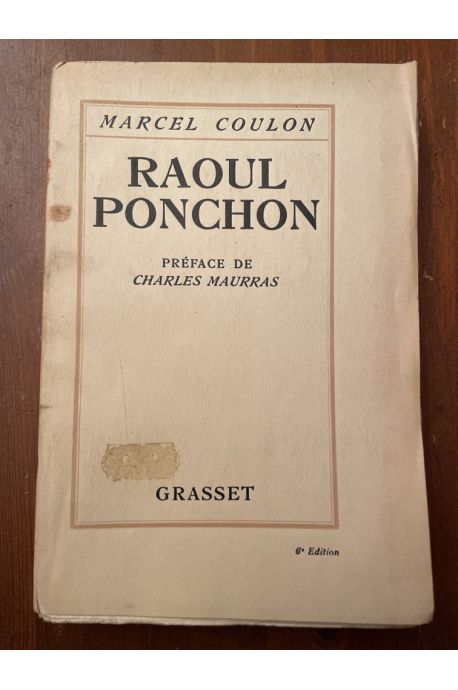 MARCEL COULON
RAOUL
PONCHON
PRÉFACE DE
CHARLES MAURRAS
GRASSET
6e Edition